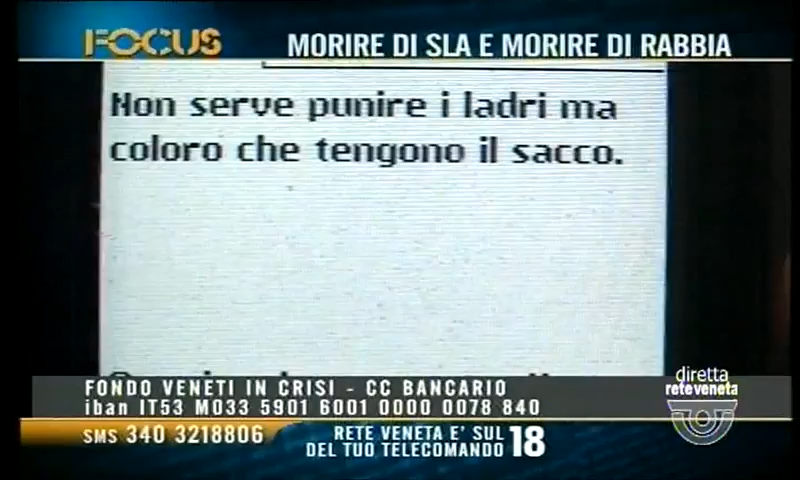 FOCUS
MORIRE DI SLA E MORIRE DI RABBIA
Non serve punire i ladri ma
coloro che tengono il sacco.
FONDO VENETI IN CRISI - CC BANCARIO
iban IT53 M033 5901 6001 0000 0078 840
diretta
reteveneta
SMS 340 3218806
RETE VENETA E' SUL
DEL TUO TELECOMANDO 18